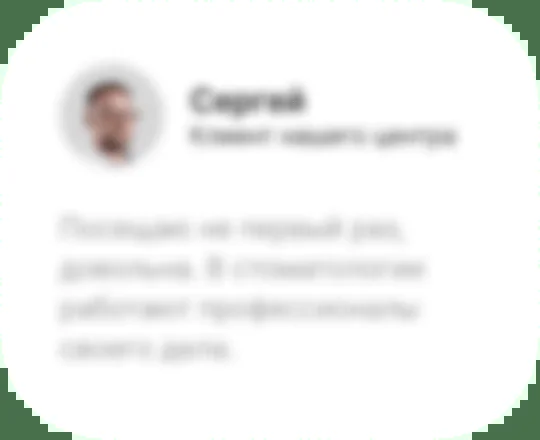 Сергей
Клиент нашего центра
Посещаю не первый раз,
довольна. В стоматологии
работают профессионалы
своего дела.